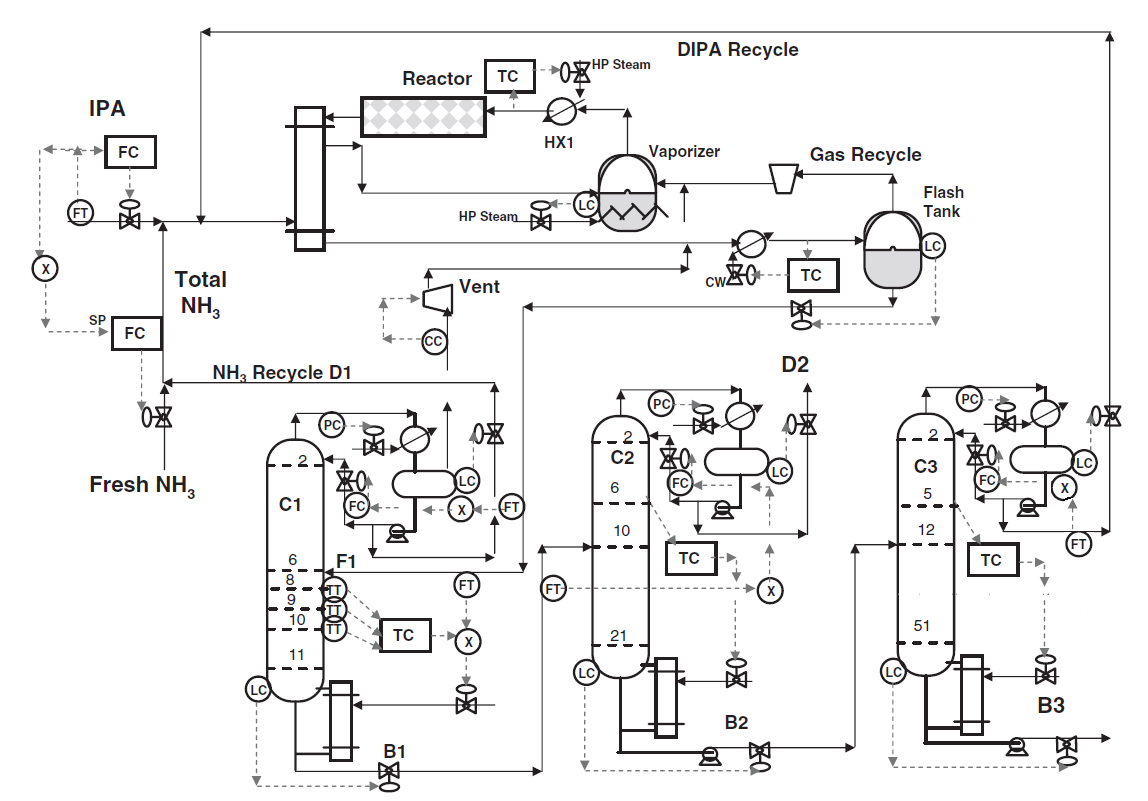 DIPA Recycle
HP Steam
Reactor
TC
HX1
IPA
FC
FT
Vaporizer
Gas Recycle
Flash
Tank
LC
HP Steam
LC
X
Total
NH3
Vent
CW
TC
SP
FC
CC
NH3 Recycle D1
D2
Fresh NH3
PC
2
C1
LC
FC
X
FT
6
F1
8
TT
9
TT
10
TT
11
TC
FT
X
LC
B1
PC
2
C2
LC
6
FC
10
TC
FT
X
21
LC
B2
PC
2
C3
LC
5
FC
X
12
FT
TC
51
LC
B3